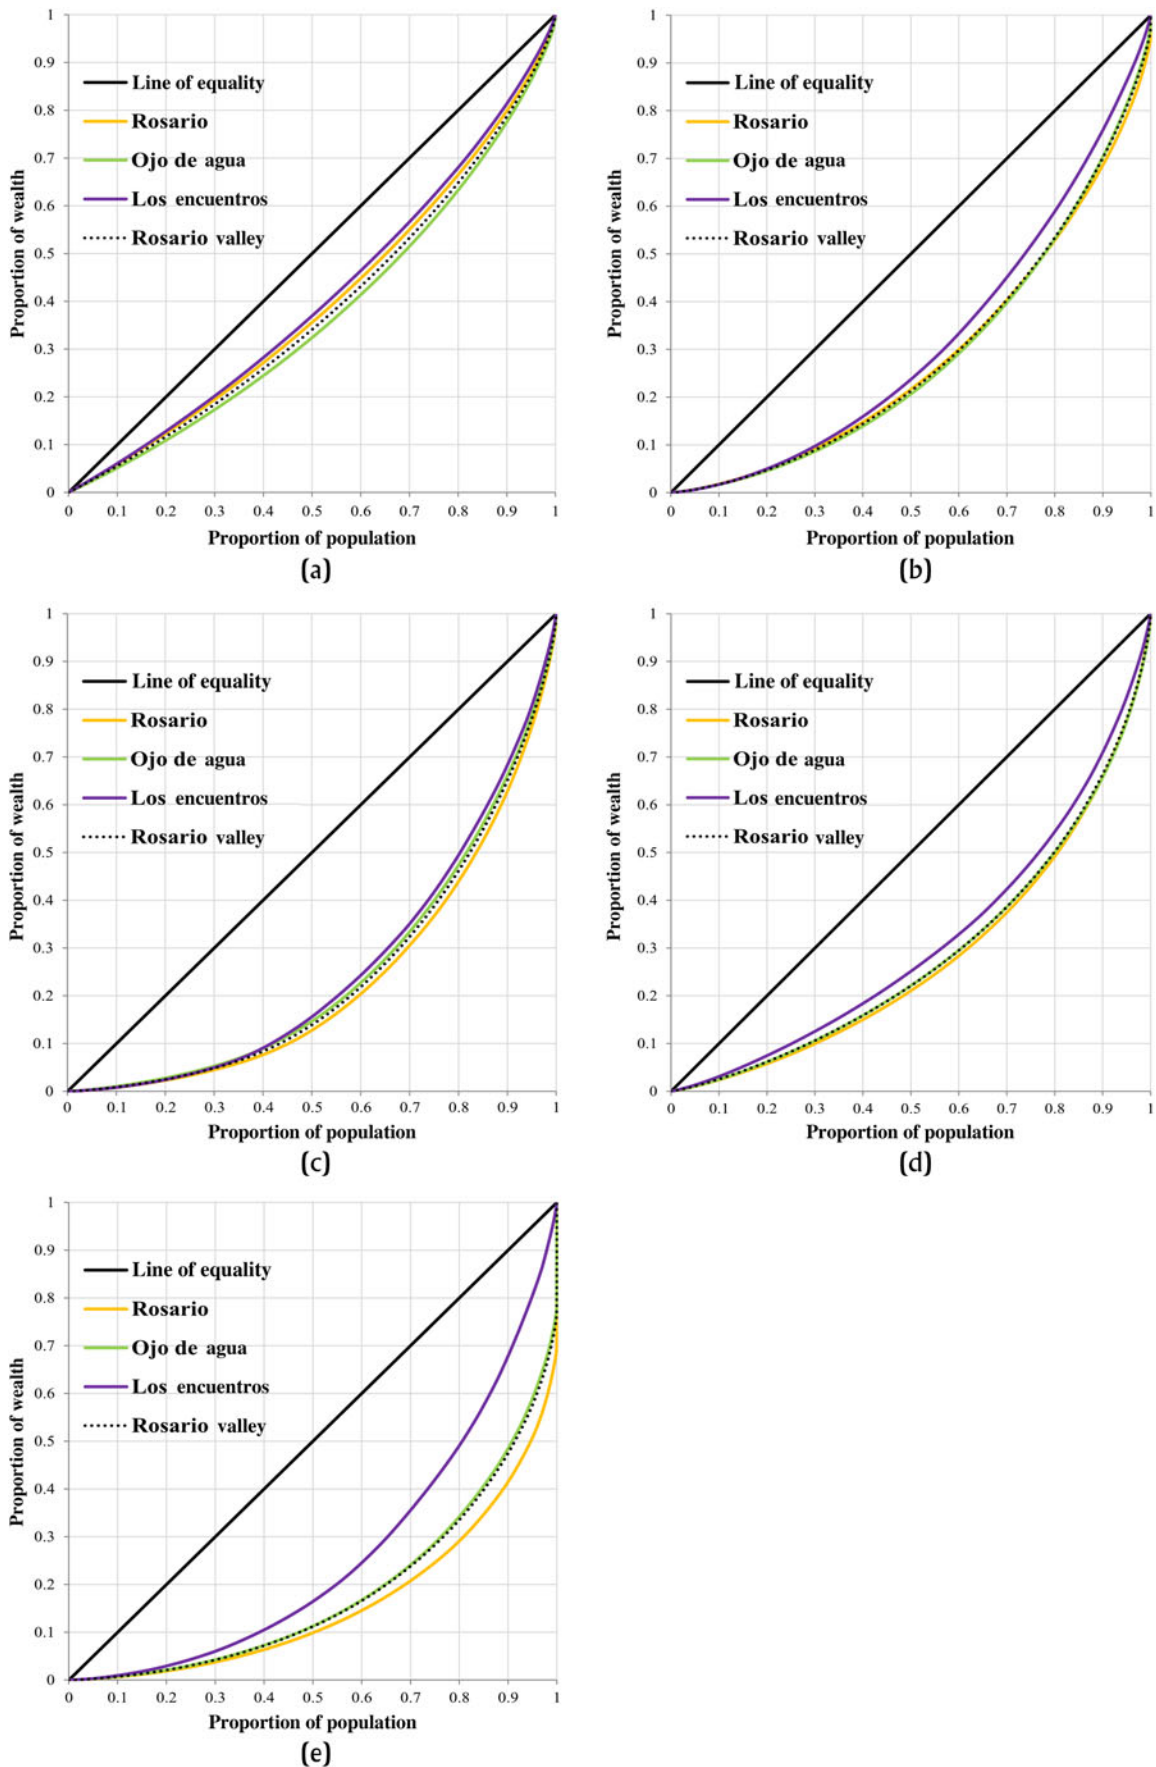 1
0.9
0.8
0.7
0.6
0.5
0.4
0.3
0.2
0.1
0
Proportion of wealth
Line of equality
Rosario
Ojo de agua
Los encuentros
Rosario valley
0 0.1 0.2 0.3 0.4 0.5 0.6 0.7 0.8 0.9 1
Proportion of population
(a)
1
0.9
0.8
0.7
0.6
0.5
0.4
0.3
0.2
0.1
0
Proportion of wealth
Line of equality
Rosario
Ojo de agua
Los encuentros
Rosario valley
0 0.1 0.2 0.3 0.4 0.5 0.6 0.7 0.8 0.9 1
Proportion of population
(b)
1
0.9
0.8
0.7
0.6
0.5
0.4
0.3
0.2
0.1
0
Proportion of wealth
Line of equality
Rosario
Ojo de agua
Los encuentros
Rosario valley
0 0.1 0.2 0.3 0.4 0.5 0.6 0.7 0.8 0.9 1
Proportion of population
(c)
1
0.9
0.8
0.7
0.6
0.5
0.4
0.3
0.2
0.1
0
Proportion of wealth
Line of equality
Rosario
Ojo de agua
Los encuentros
Rosario valley
0 0.1 0.2 0.3 0.4 0.5 0.6 0.7 0.8 0.9 1
Proportion of population
(d)
1
0.9
0.8
0.7
0.6
0.5
0.4
0.3
0.2
0.1
0
Proportion of wealth
Line of equality
Rosario
Ojo de agua
Los encuentros
Rosario valley
0 0.1 0.2 0.3 0.4 0.5 0.6 0.7 0.8 0.9 1
Proportion of population
(e)